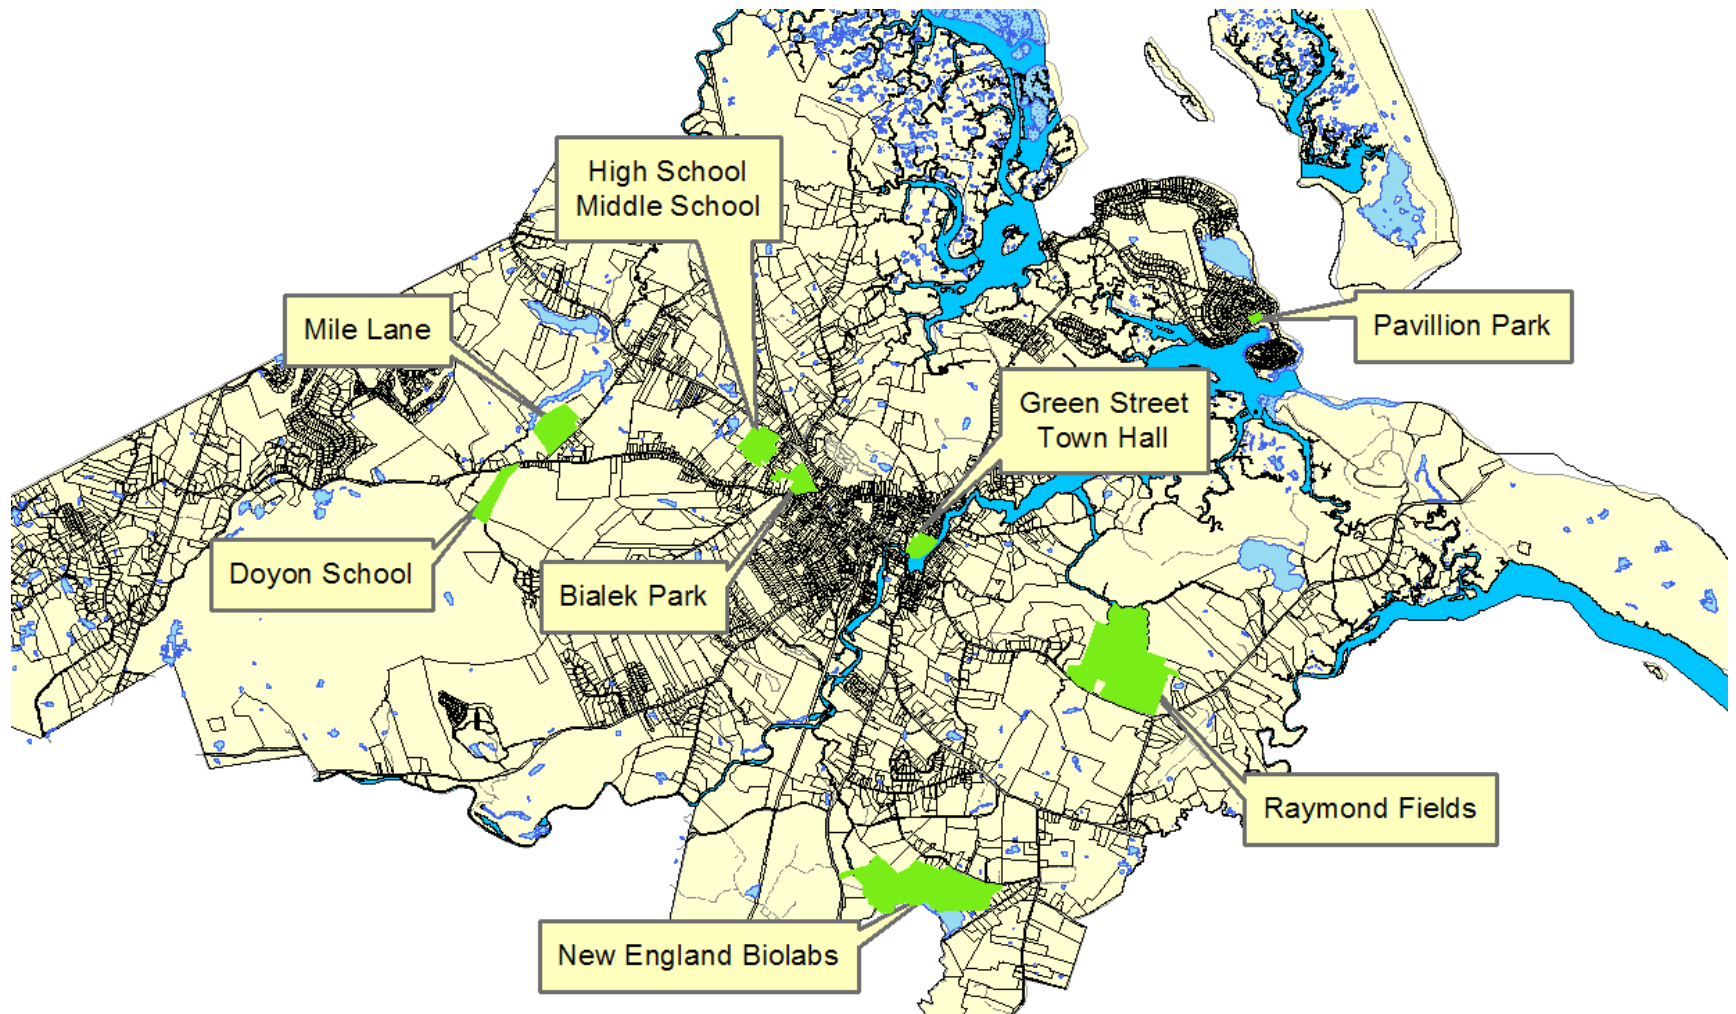 High School
Middle School
Mile Lane
Pavillion Park
Green Street
Town Hall
Doyon School
Bialek Park
Raymond Fields
New England Biolabs